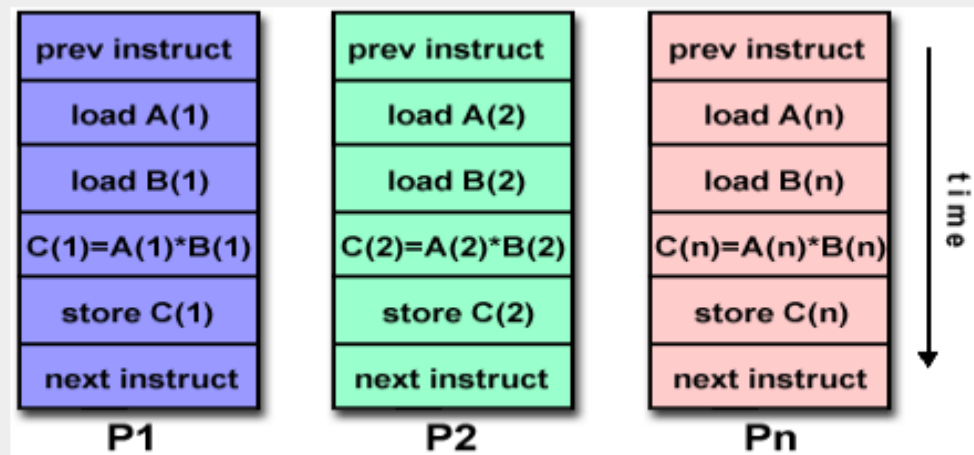 prev instruct
load A(1)
load B(1)
C(1)=A(1)*B(1)
store C(1)
next instruct
P1
prev instruct
load A(2)
load B(2)
C(2)=A(2)*B(2)
store C(2)
next instruct
P2
prev instruct
load A(n)
load B(n)
C(n)=A(n)*B(n)
store C(n)
next instruct
Pn
time